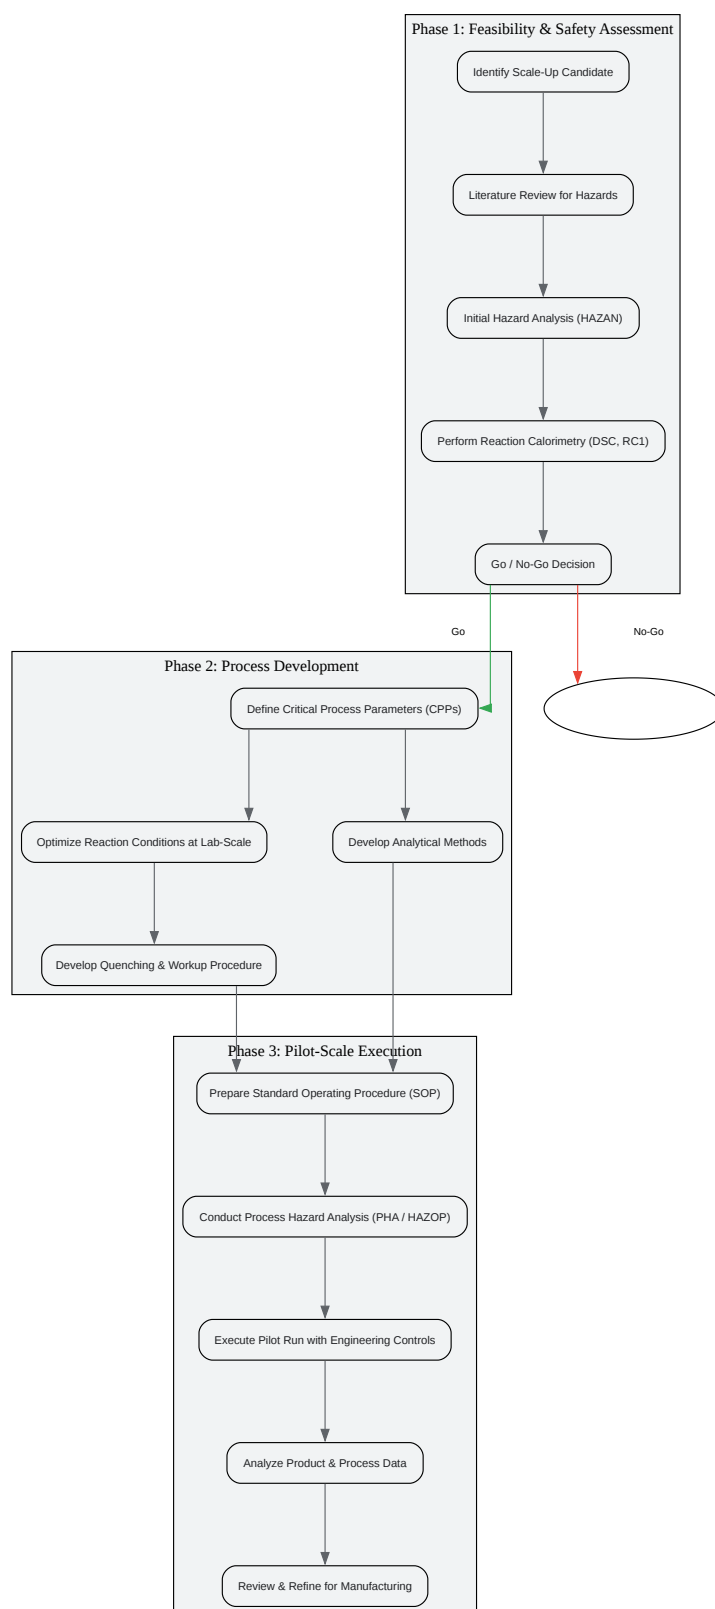 Phase 1: Feasibility & Safety Assessment
Identify Scale-Up Candidate
Literature Review for Hazards
Initial Hazard Analysis (HAZAN)
Perform Reaction Calorimetry (DSC, RC1)
Go / No-Go Decision
Go
No-Go
Phase 2: Process Development
Define Critical Process Parameters (CPPs)
Optimize Reaction Conditions at Lab-Scale
Develop Analytical Methods
Develop Quenching & Workup Procedure
Phase 3: Pilot-Scale Execution
Prepare Standard Operating Procedure (SOP)
Conduct Process Hazard Analysis (PHA / HAZOP)
Execute Pilot Run with Engineering Controls
Analyze Product & Process Data
Review & Refine for Manufacturing